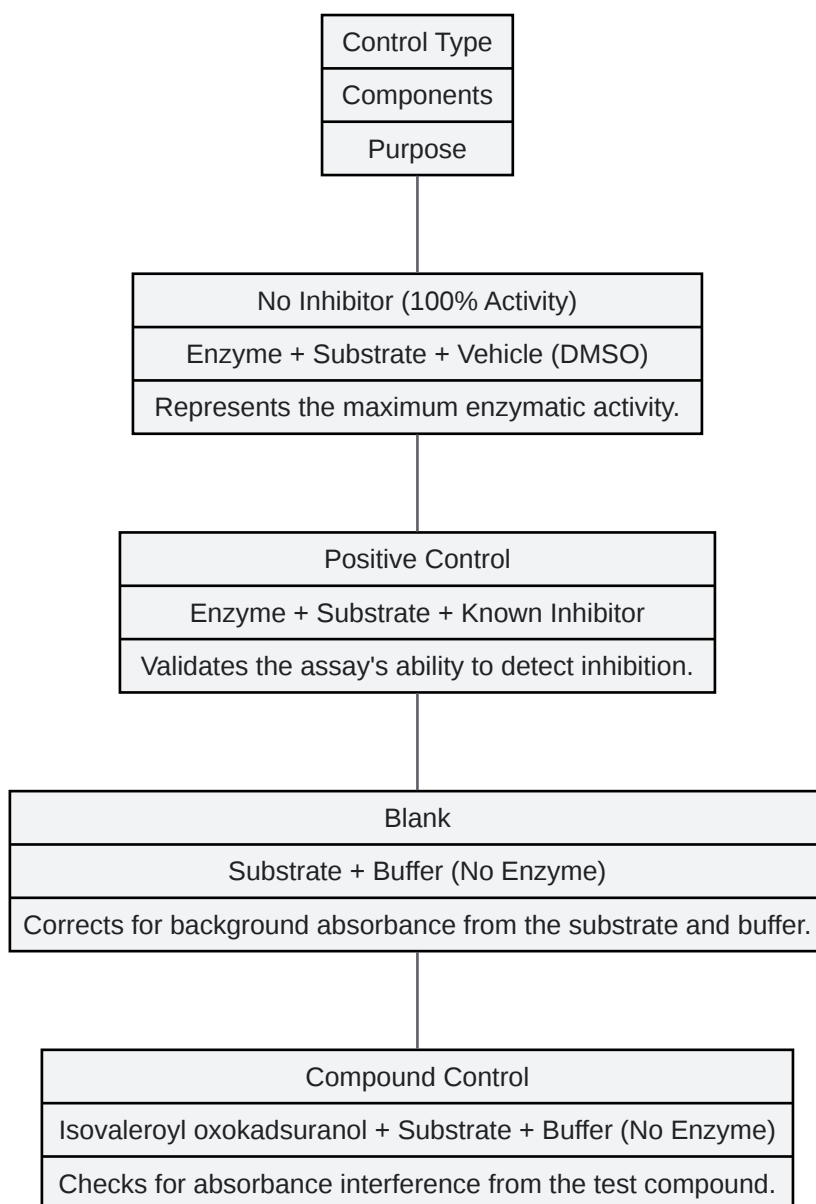 Control Type
Components
Purpose
No Inhibitor (100% Activity)
Enzyme + Substrate + Vehicle (DMSO)
Represents the maximum enzymatic activity.
Positive Control
Enzyme + Substrate + Known Inhibitor
Validates the assay's ability to detect inhibition.
Blank
Substrate + Buffer (No Enzyme)
Corrects for background absorbance from the substrate and buffer.
Compound Control
Isovaleroyl oxokadsuranol + Substrate + Buffer (No Enzyme)
Checks for absorbance interference from the test compound.